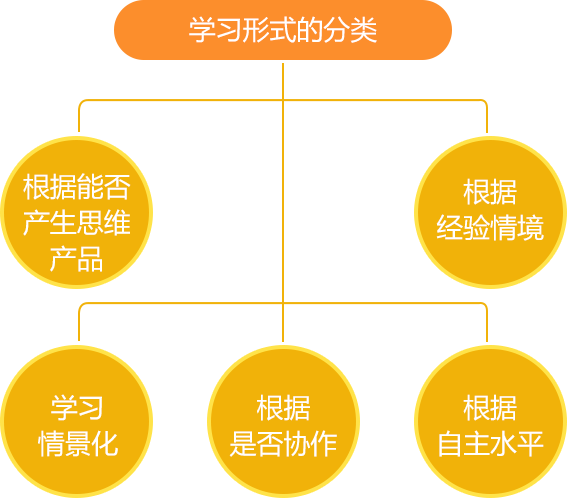 学习形式的分类
根据能否
产生思维
产品
根据
经验情境
学习
情景化
根据
是否协作
根据
自主水平